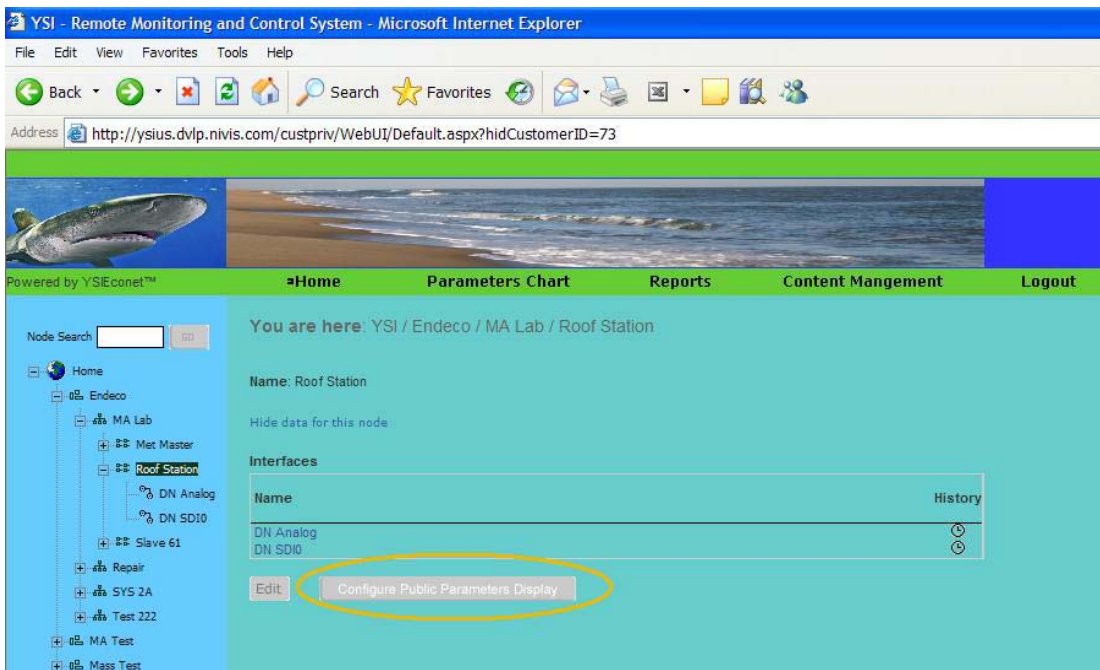 YSI - Remote Monitoring and Control System - Microsoft Internet Explorer
File Edit View Favorites Tools Help
Back Search Favorites
Address http://ysius.dvlp.nivis.com/custpriv/WebUI/Default.aspx?hidCustomerID=73
Powered by YSIEconet™ Home Parameters Chart Reports Content Mangement Logout
Node Search GO
Home
Endeco
MA Lab
Met Master
Roof Station
DN Analog
DN SDI0
Slave 61
Repair
SYS 2A
Test 222
MA Test
Mass Test
You are here: YSI / Endeco / MA Lab / Roof Station
Name: Roof Station
Hide data for this node
Interfaces
Name History
DN Analog
DN SDI0
Edit Configure Public Parameters Display